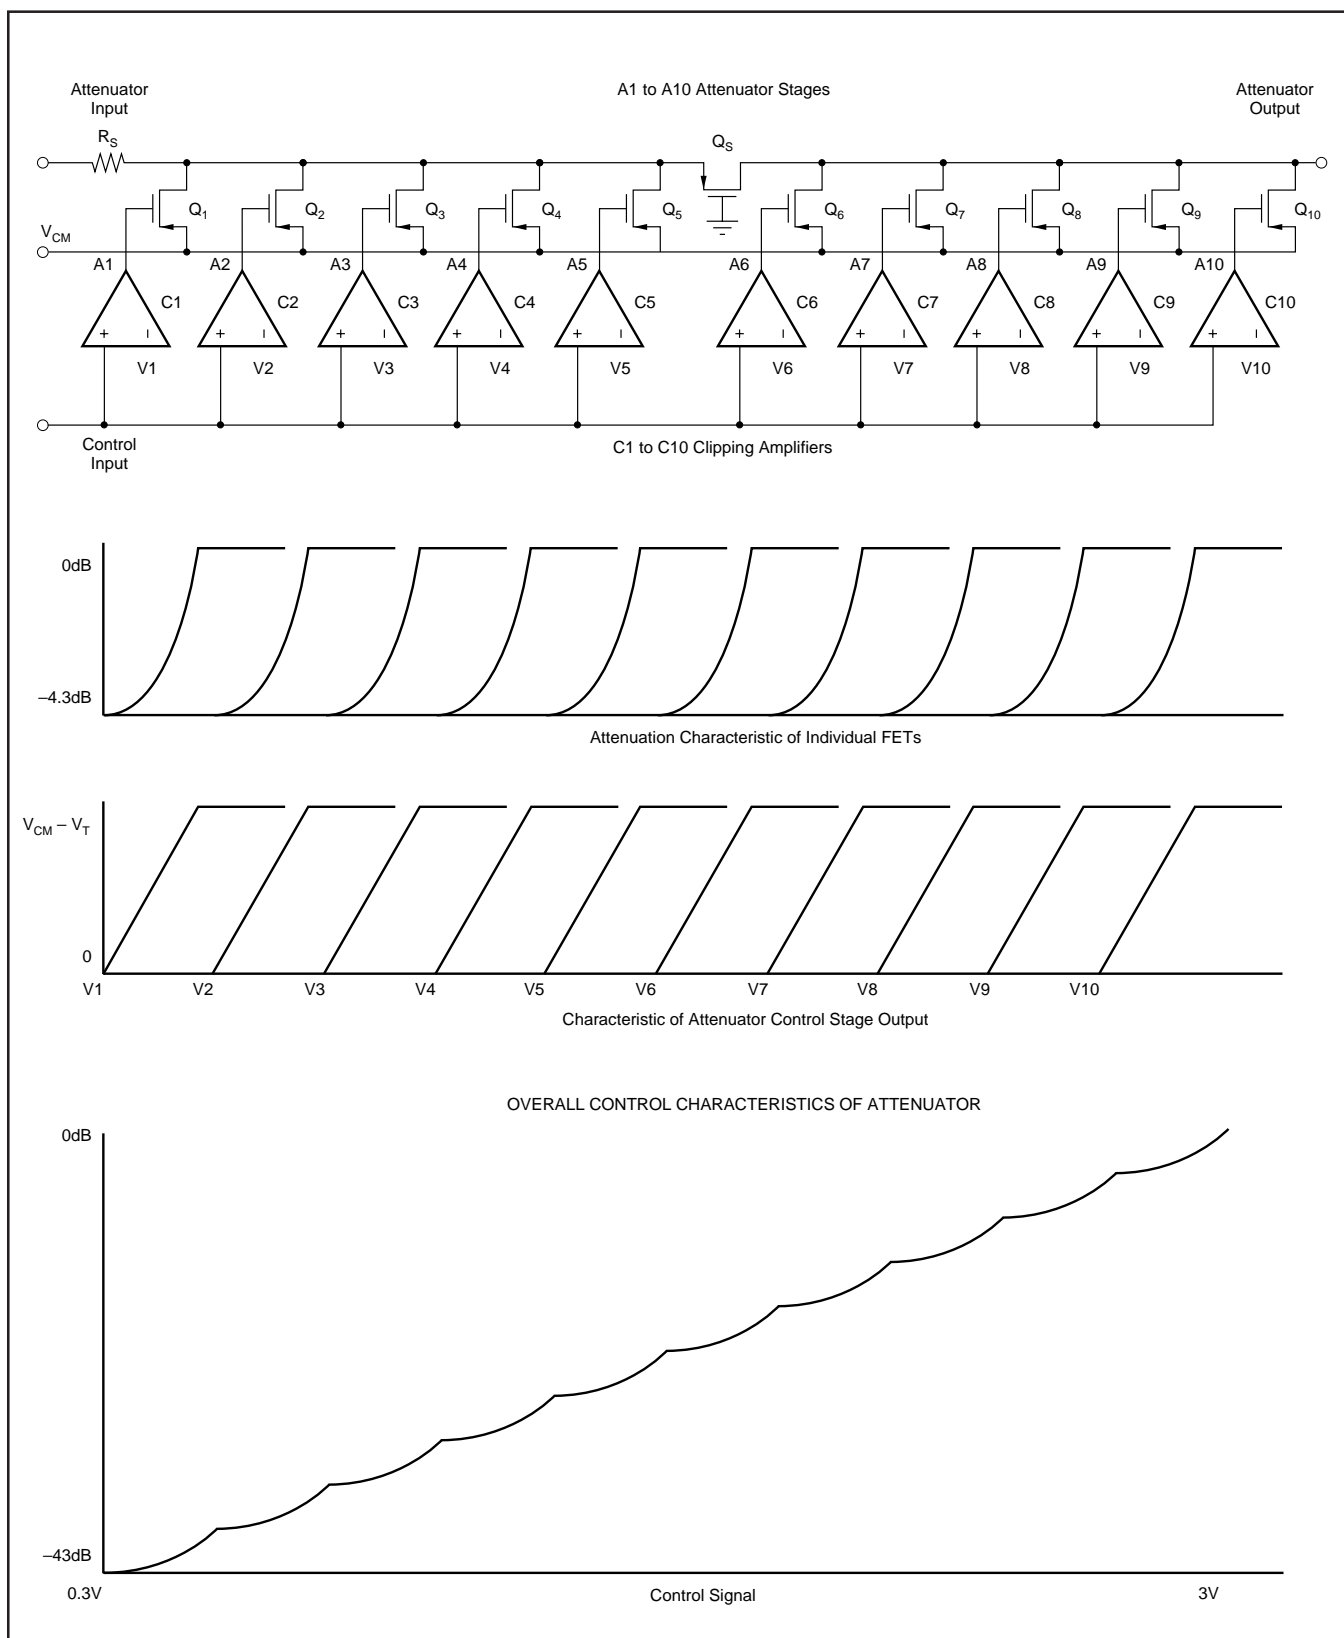 Attenuator
Input
A1 to A10 Attenuator Stages
Attenuator
Output
RS
QS
Q1
Q2
Q3
Q4
Q5
Q6
Q7
Q8
Q9
Q10
VCM
A1
A2
A3
A4
A5
A6
A7
A8
A9
A10
C1
C2
C3
C4
C5
C6
C7
C8
C9
C10
+ –
+ –
+ –
+ –
+ –
+ –
+ –
+ –
+ –
+ –
V1
V2
V3
V4
V5
V6
V7
V8
V9
V10
Control
Input
C1 to C10 Clipping Amplifiers
0dB
–4.3dB
Attenuation Characteristic of Individual FETs
VCM – VT
0
V1
V2
V3
V4
V5
V6
V7
V8
V9
V10
Characteristic of Attenuator Control Stage Output
OVERALL CONTROL CHARACTERISTICS OF ATTENUATOR
0dB
–43dB
0.3V
Control Signal
3V